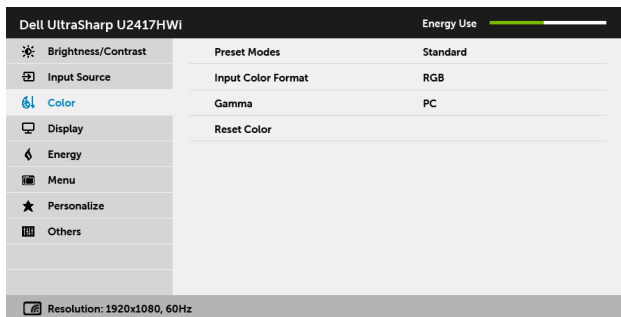 Dell UltraSharp U2417HWi
Energy Use
Brightness/Contrast
Preset Modes
Standard
Input Source
Input Color Format
RGB
Color
Gamma
PC
Display
Reset Color
Energy
Menu
Personalize
Others
Resolution: 1920x1080, 60Hz